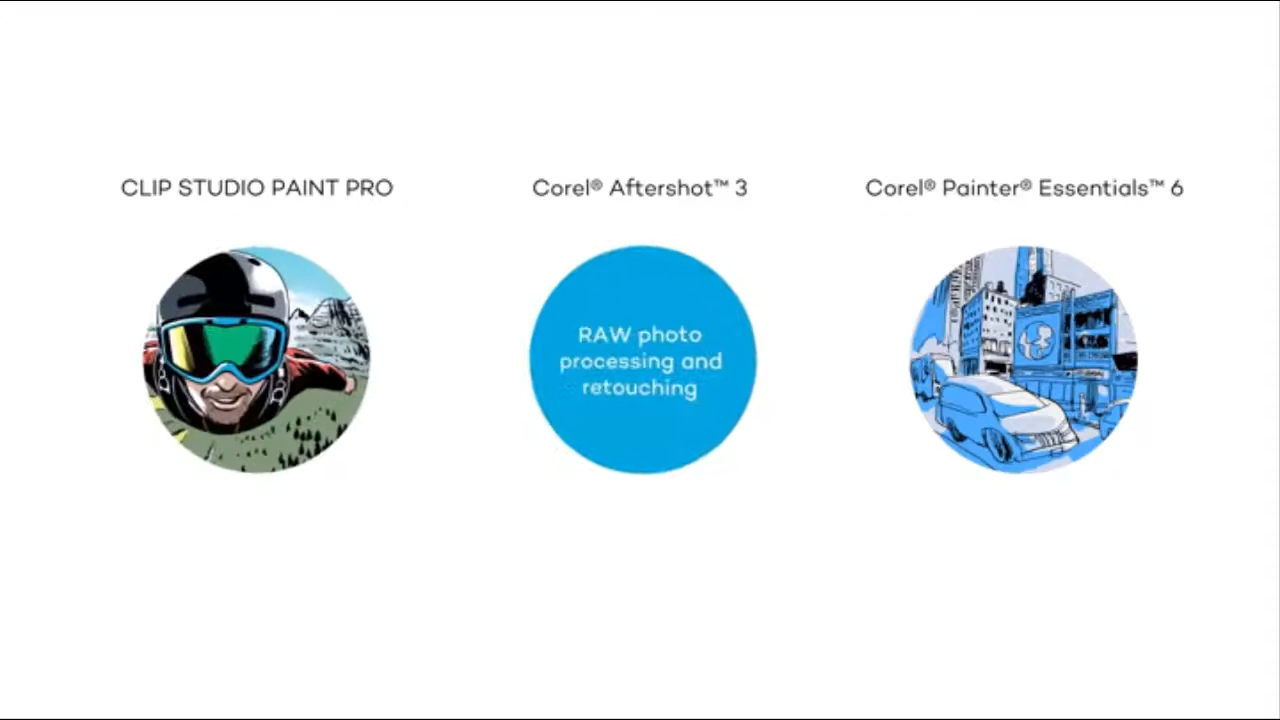 CLIP STUDIO PAINT PRO
Corel® Aftershot™ 3
Corel® Painter® Essentials™ 6
RAW photo
processing and
retouching